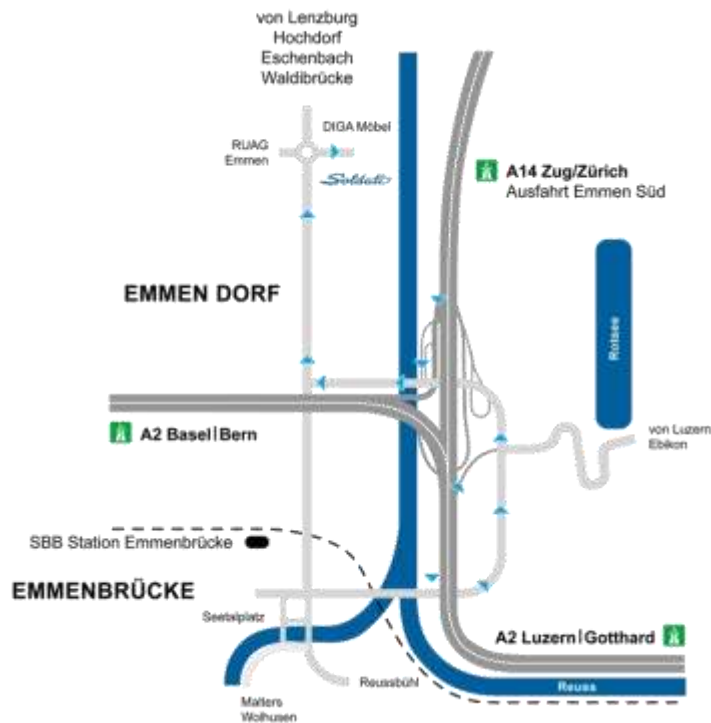 von Lenzburg
Hochdorf
Eschenbach
Waldibrücke
DIGA Möbel
RUAG
Emmen
Soldati
A14 Zug/Zürich
Ausfahrt Emmen Süd
EMMEN DORF
Rotsee
A2 Basel|Bern
von Luzern
Ebikon
SBB Station Emmenbrücke
EMMENBRÜCKE
Seetalplatz
A2 Luzern|Gotthard
Reussbühl
Reuss
Malters
Wolhusen